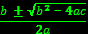 b ± √b² − 4ac
2a